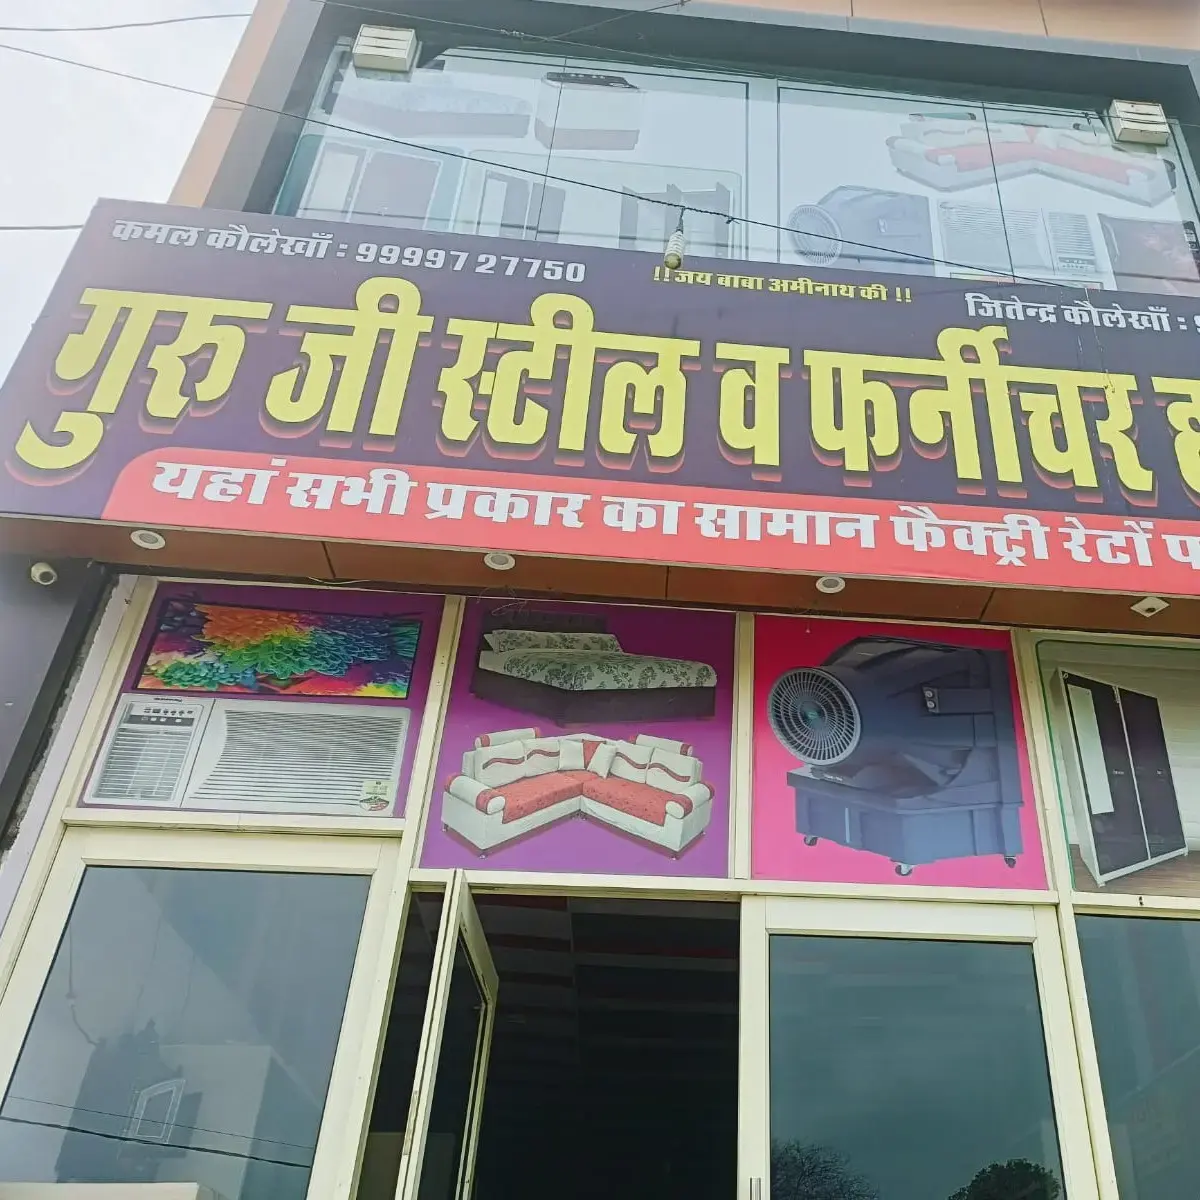 कमल कौलेखाँ : 99997 27750
!! जय बाबा अमीनाथ की !!
जितेन्द्र कौलेखाँ :
गुरु जी स्टील व फर्नीचर
यहां सभी प्रकार का सामान फैक्ट्री रेटों